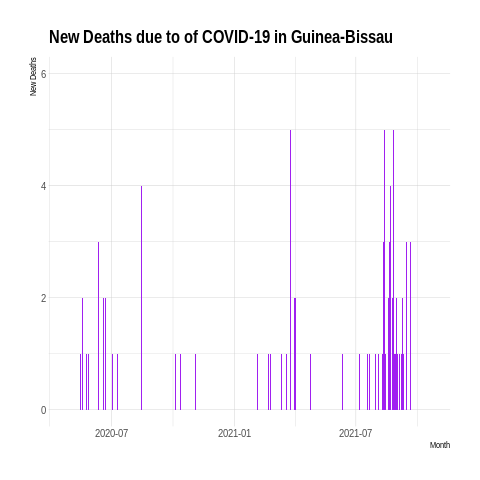 New Deaths due to of COVID-19 in Guinea-Bissau
New Deaths
6
4
2
0
2020-07 2021-01 2021-07
Month